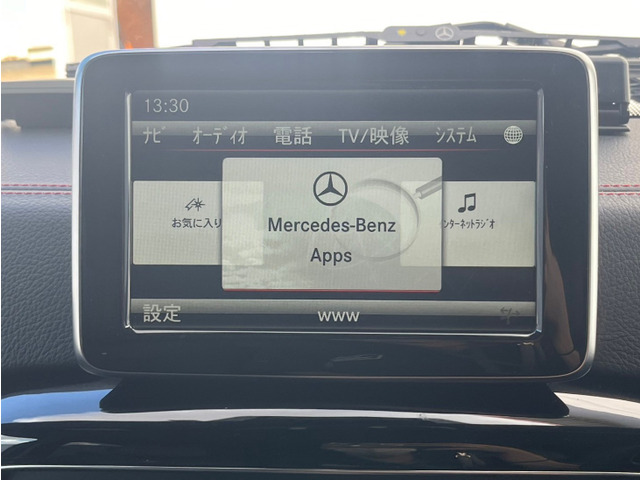 13:30
ﾅﾋﾞ ｵｰﾃﾞｨｵ 電話 TV/映像 ｼｽﾃﾑ
お気に入り
Mercedes-Benz
Apps
ﾝﾀｰﾈｯﾄﾗｼﾞｵ
設定 www